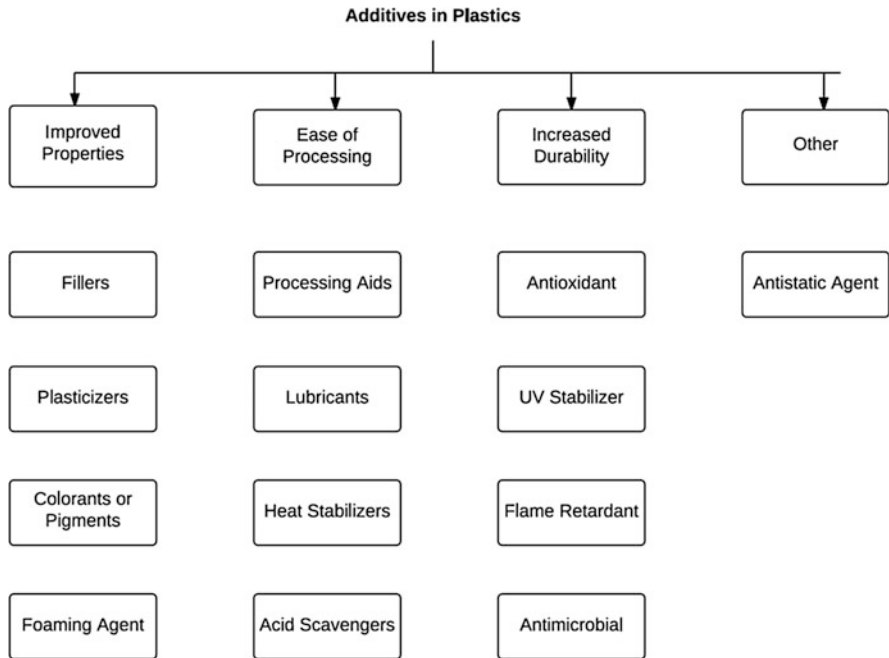 Additives in Plastics
Improved
Properties
Ease of
Processing
Increased
Durability
Other
Fillers
Processing Aids
Antioxidant
Antistatic Agent
Plasticizers
Lubricants
UV Stabilizer
Colorants or
Pigments
Heat Stabilizers
Flame Retardant
Foaming Agent
Acid Scavengers
Antimicrobial